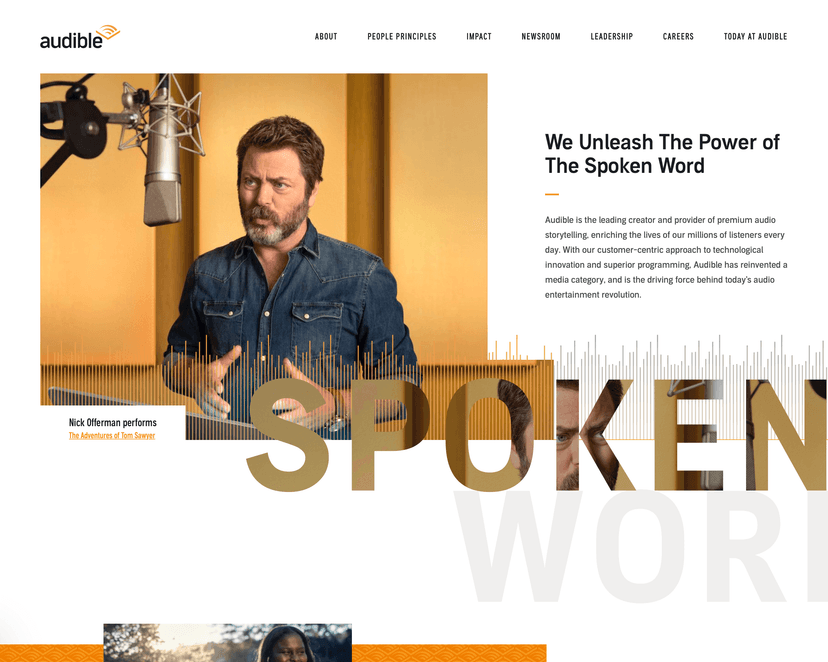 audible
ABOUT PEOPLE PRINCIPLES IMPACT NEWSROOM LEADERSHIP CAREERS TODAY AT AUDIBLE
We Unleash The Power of
The Spoken Word
Audible is the leading creator and provider of premium audio
storytelling, enriching the lives of our millions of listeners every
day. With our customer-centric approach to technological
innovation and superior programming, Audible has reinvented a
media category, and is the driving force behind today's audio
entertainment revolution.
Nick Offerman performs
The Adventures of Tom Sawyer
SPOKEN
WOR